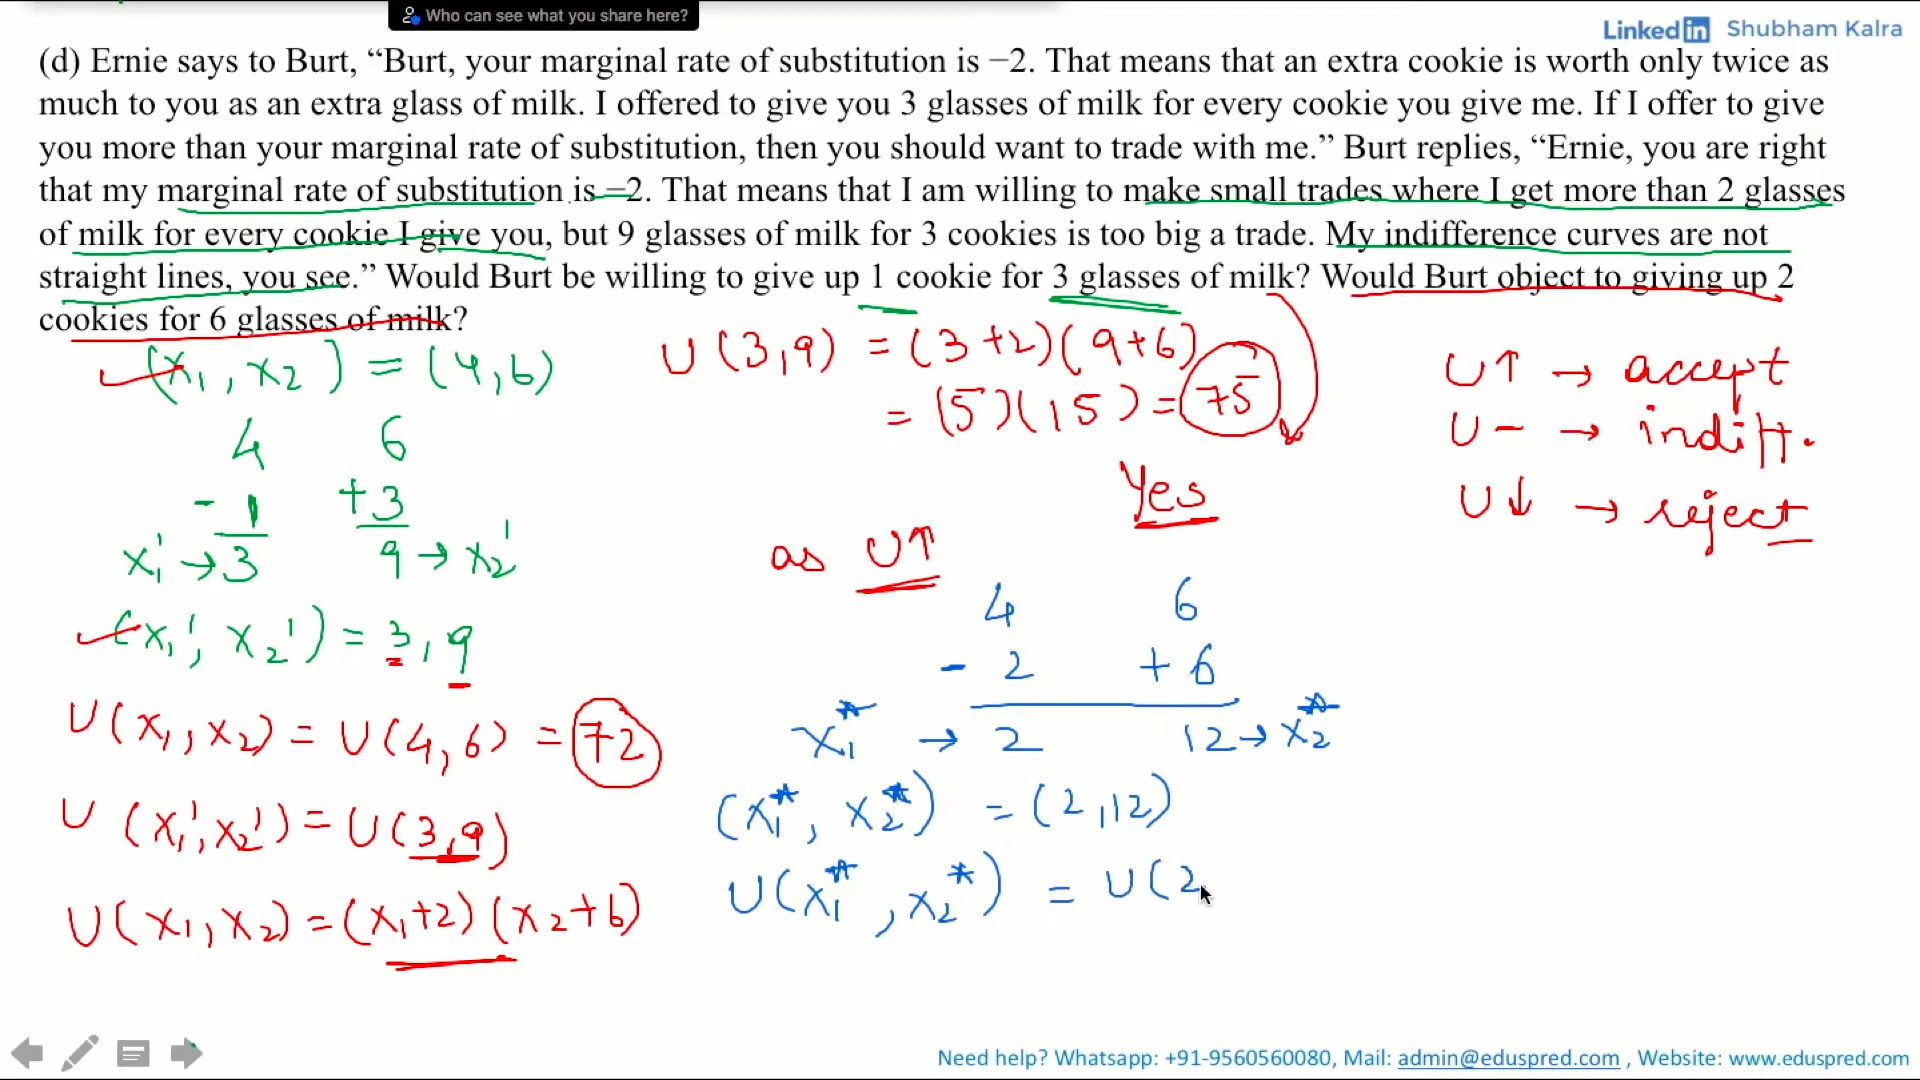 Who can see what you share here?
Linkedin Shubham Kalra
(d) Ernie says to Burt, “Burt, your marginal rate of substitution is −2. That means that an extra cookie is worth only twice as
much to you as an extra glass of milk. I offered to give you 3 glasses of milk for every cookie you give me. If I offer to give
you more than your marginal rate of substitution, then you should want to trade with me.” Burt replies, “Ernie, you are right
that my marginal rate of substitution is −2. That means that I am willing to make small trades where I get more than 2 glasses
of milk for every cookie I give you, but 9 glasses of milk for 3 cookies is too big a trade. My indifference curves are not
straight lines, you see.” Would Burt be willing to give up 1 cookie for 3 glasses of milk? Would Burt object to giving up 2
cookies for 6 glasses of milk?
(x₁, x₂) = (4,6)
4 6
- 1 +3
x₁' → 3 9 → x₂'
(x₁', x₂') = 3, 9
U(x₁, x₂) = U(4,6) = 72
U (x₁', x₂') = U(3,9)
U(x₁, x₂) = (x₁+2)(x₂+6)
U(3,9) = (3+2)(9+6)
= (5)(15) = 75
Yes
as U↑
4 6
- 2 + 6
x₁* → 2 12 → x₂*
(x₁*, x₂*) = (2,12)
U(x₁*, x₂*) = U(2
U↑ → accept
U – → indiff.
U↓ → reject
Need help? Whatsapp: +91-9560560080, Mail: admin@eduspred.com , Website: www.eduspred.com